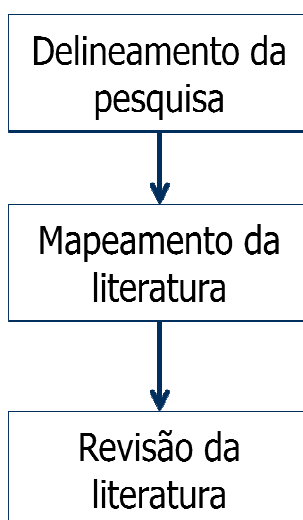 Delineamento da
pesquisa
Mapeamento da
literatura
Revisão da
literatura